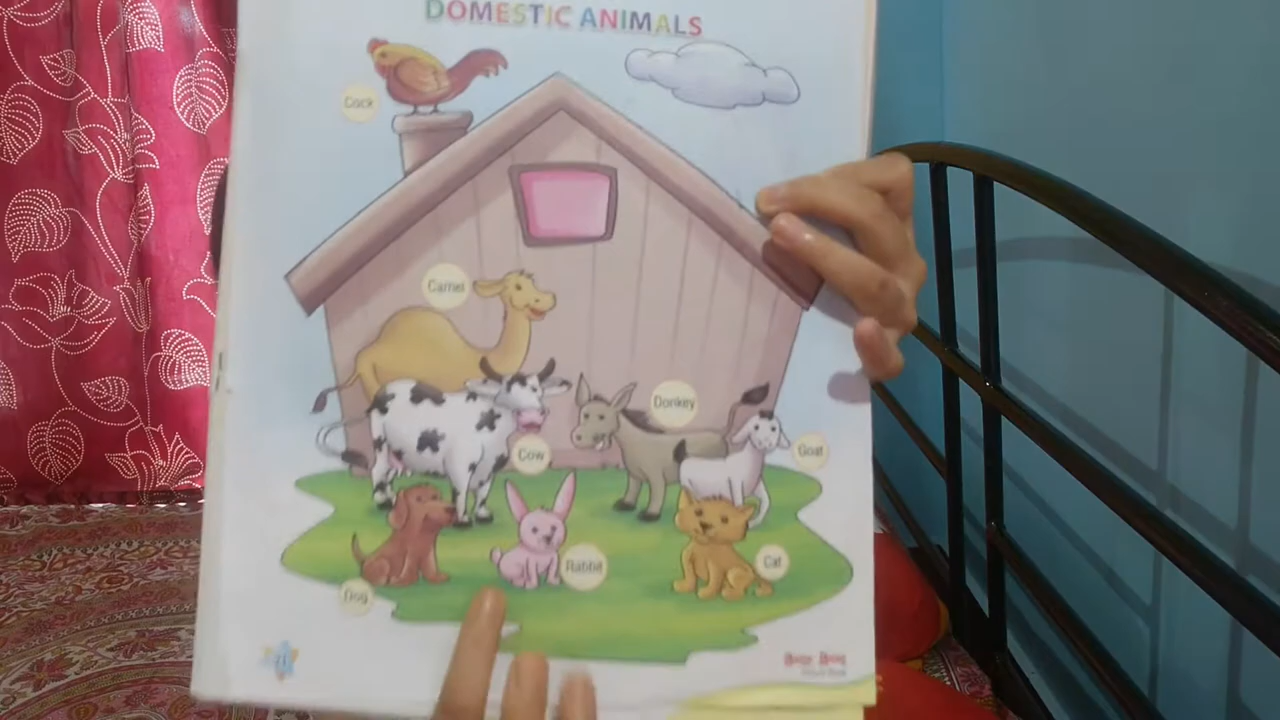 DOMESTIC ANIMALS
Cock
Camel
Donkey
Cow
Goat
Rabbit
Cat
Dog